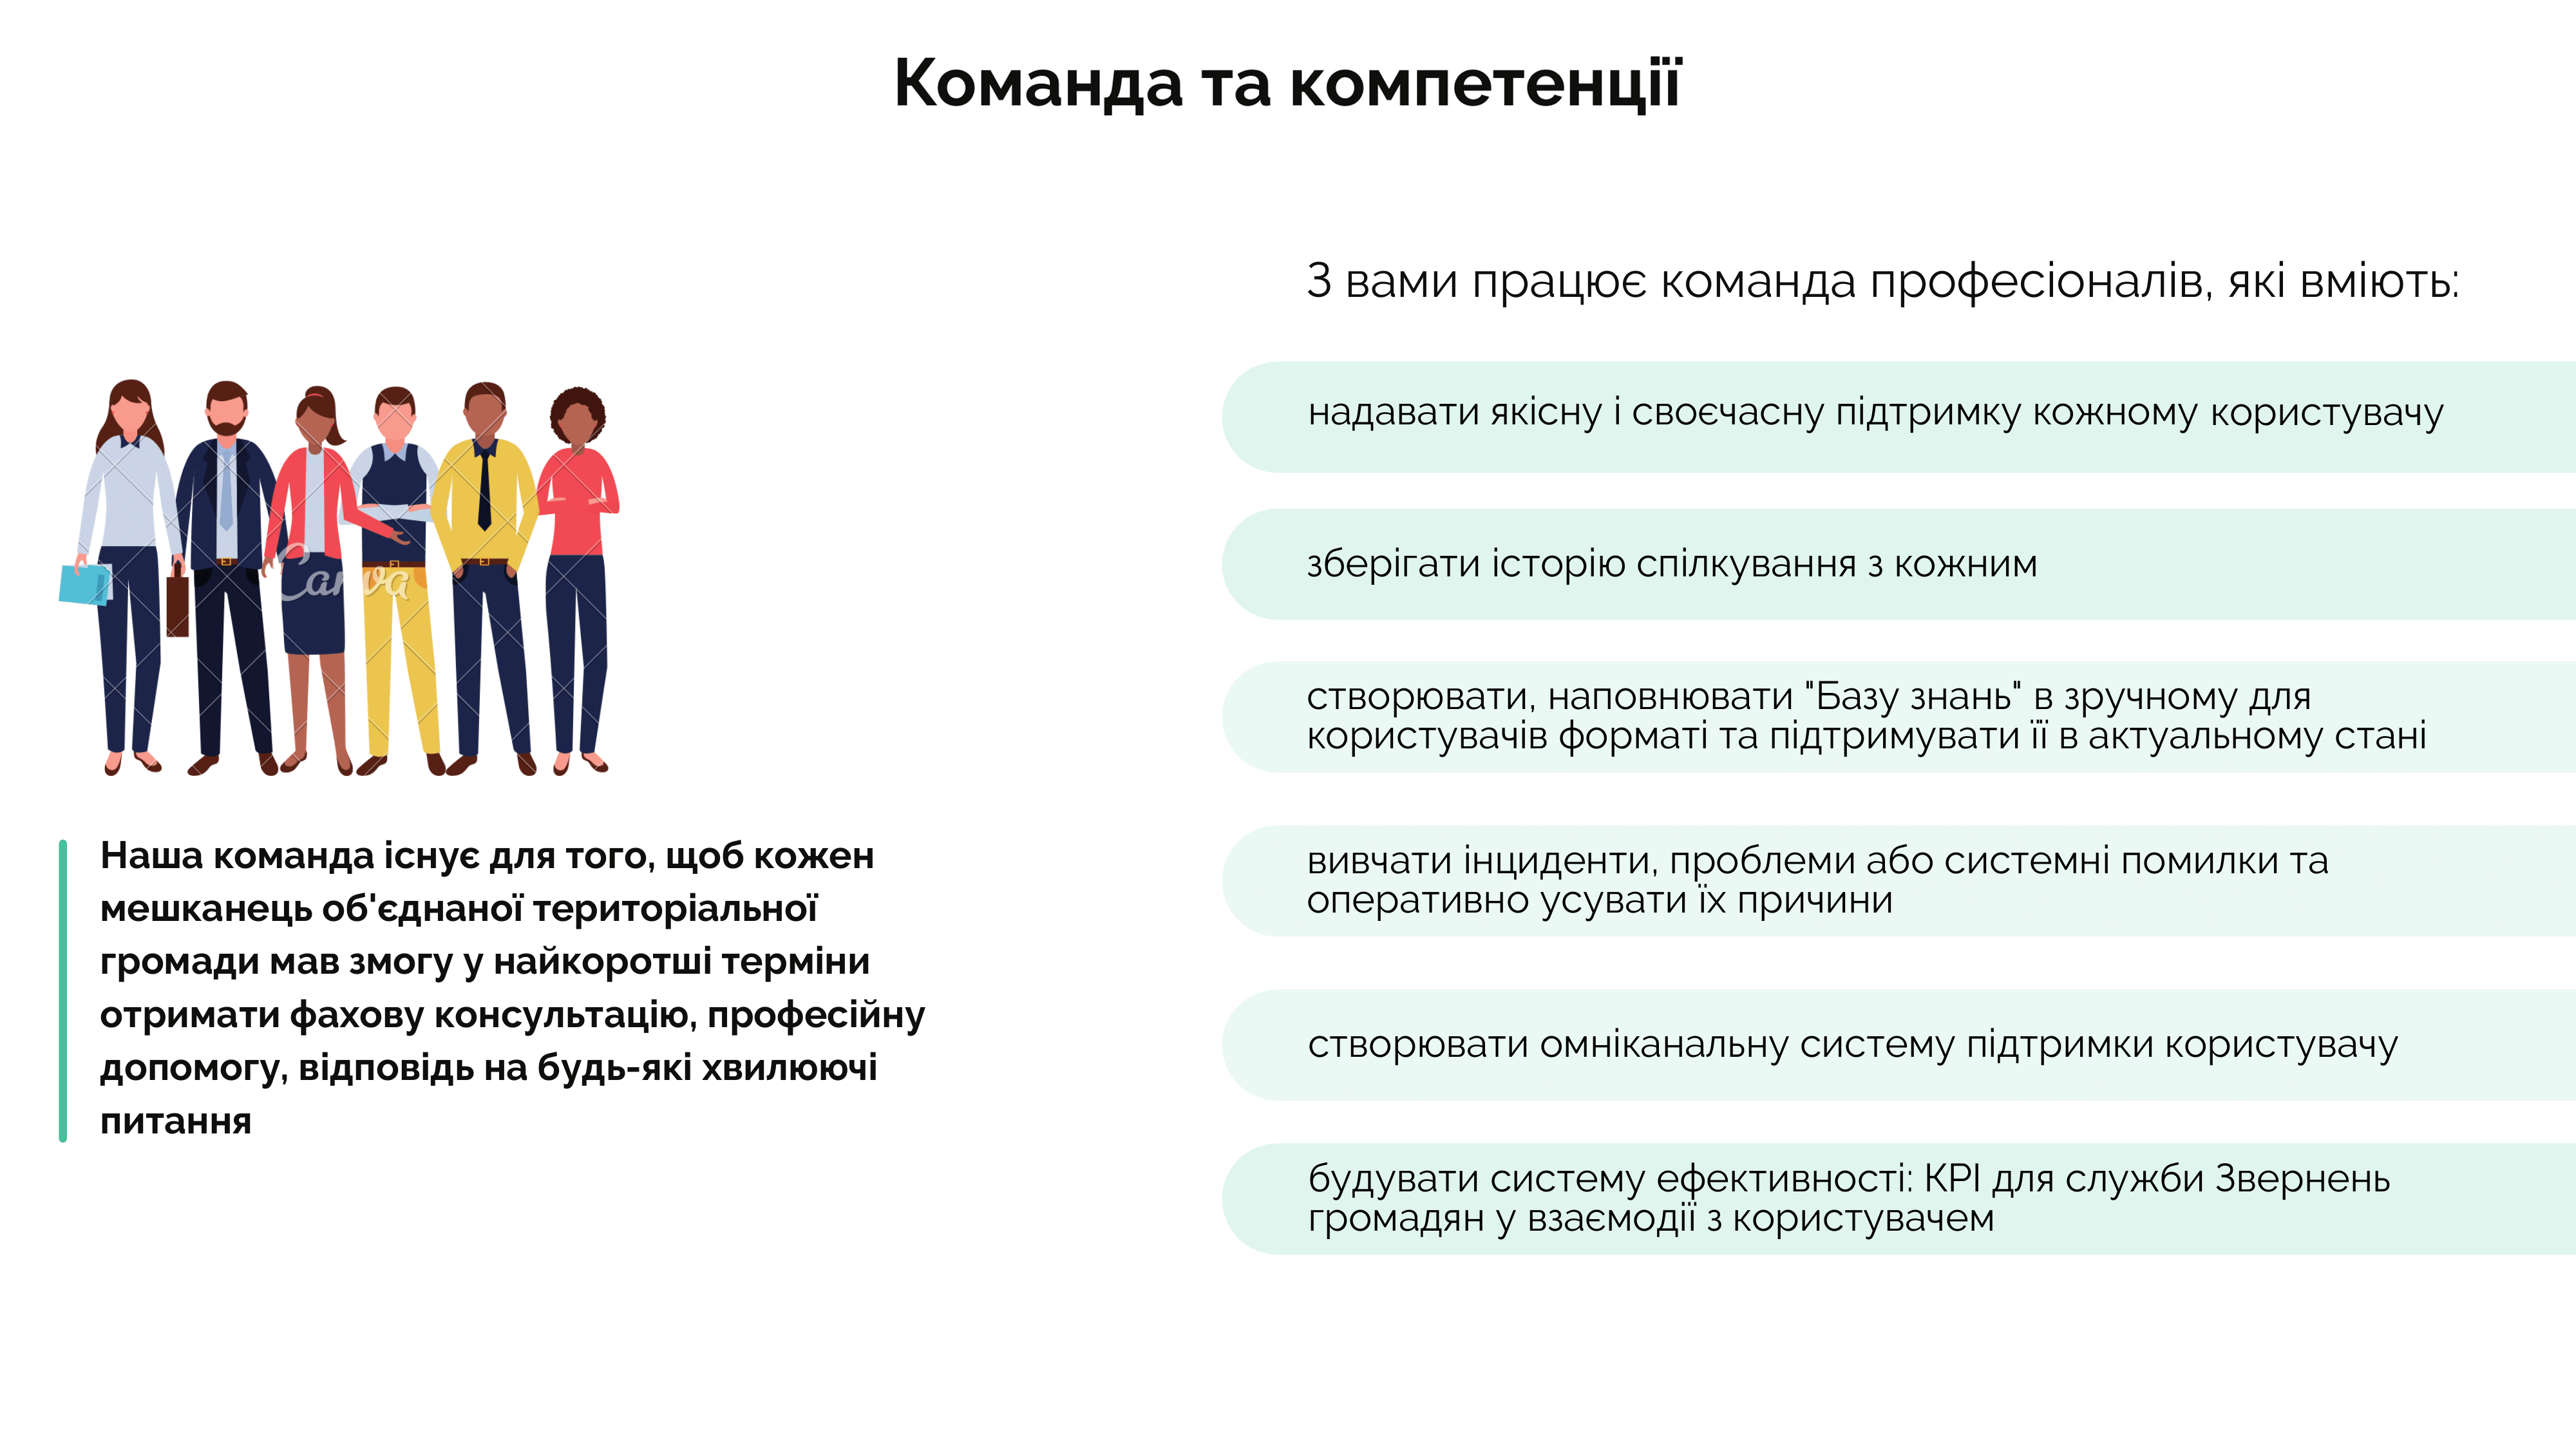 Команда та компетенції
Canva
Наша команда існує для того, щоб кожен
мешканець об'єднаної територіальної
громади мав змогу у найкоротші терміни
отримати фахову консультацію, професійну
допомогу, відповідь на будь-які хвилюючі
питання
З вами працює команда професіоналів, які вміють:
надавати якісну і своєчасну підтримку кожному користувачу
зберігати історію спілкування з кожним
створювати, наповнювати "Базу знань" в зручному для
користувачів форматі та підтримувати її в актуальному стані
вивчати інциденти, проблеми або системні помилки та
оперативно усувати їх причини
створювати омніканальну систему підтримки користувачу
будувати систему ефективності: KPI для служби Звернень
громадян у взаємодії з користувачем